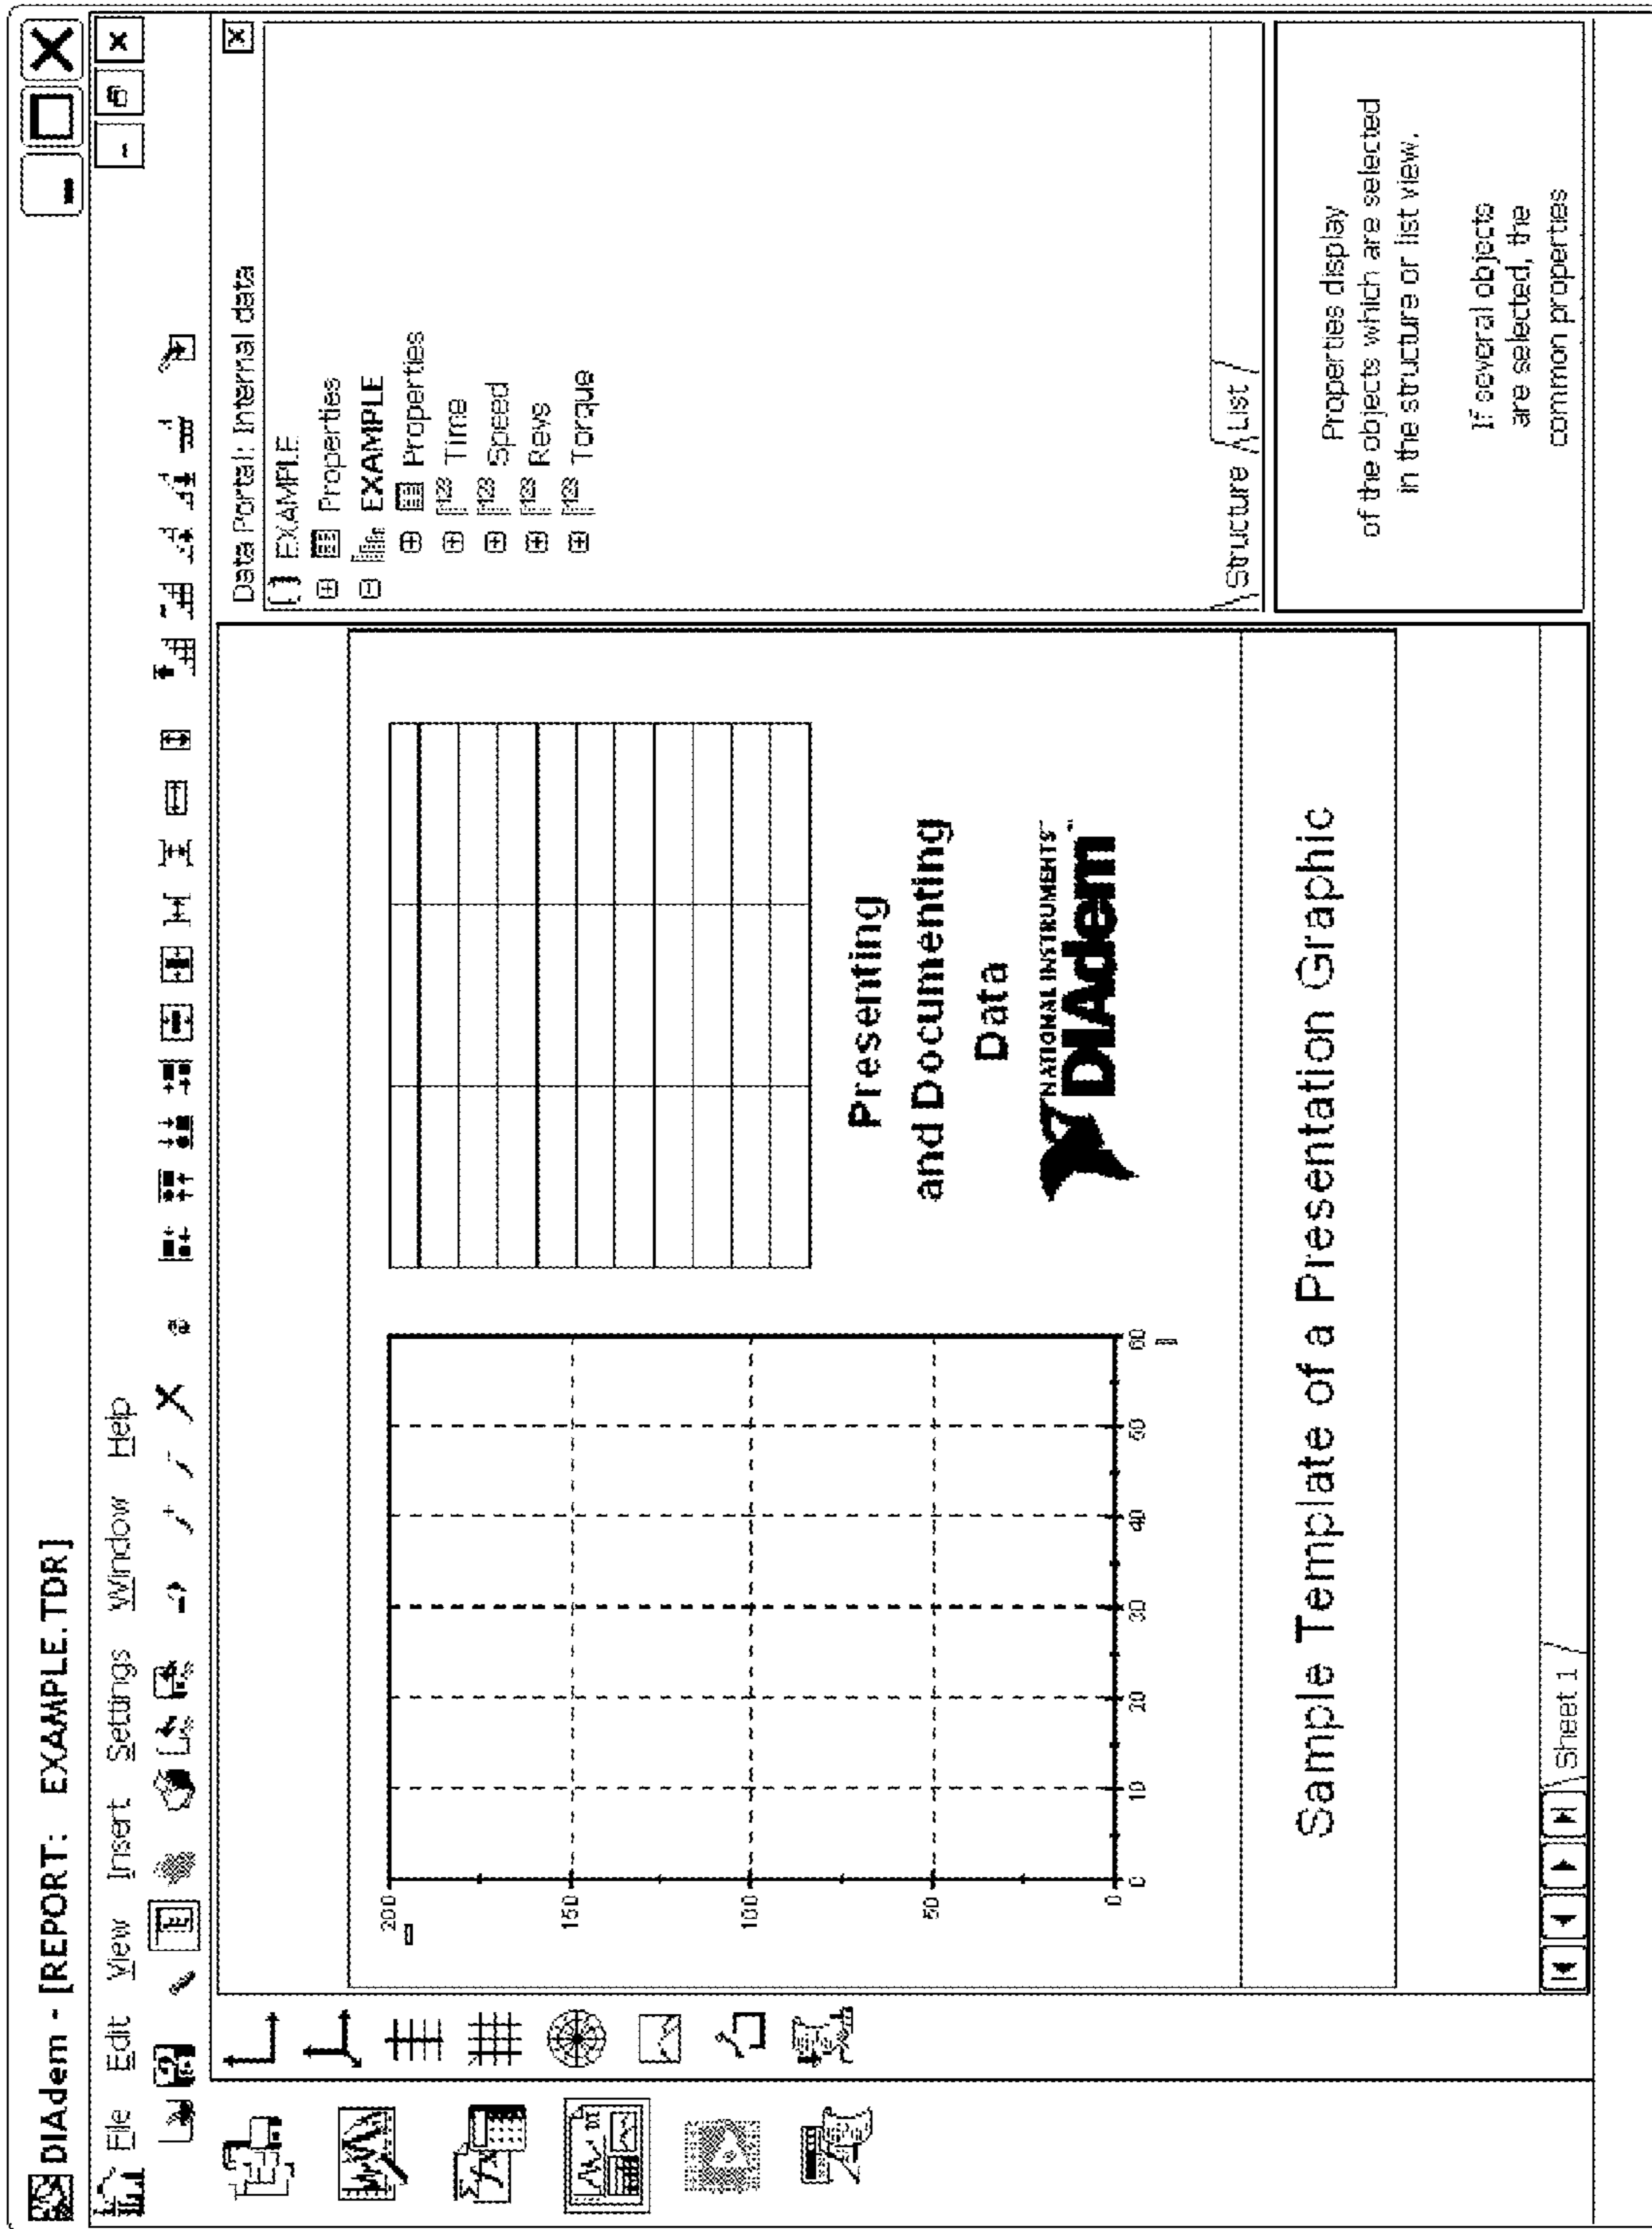 DIAdem - [REPORT: EXAMPLE.TDR]
File Edit View Insert Settings Window Help
Data Portal: Internal data
[ ] EXAMPLE
Properties
EXAMPLE
Properties
Time
Speed
Revs
Torque
Structure List
Properties display
of the objects which are selected
in the structure or list view.
If several objects
are selected, the
common properties
200
150
100
50
0
0 10 20 30 40 50 60
Presenting
and Documenting
Data
NATIONAL INSTRUMENTS™
DIAdem™
Sample Template of a Presentation Graphic
Sheet 1